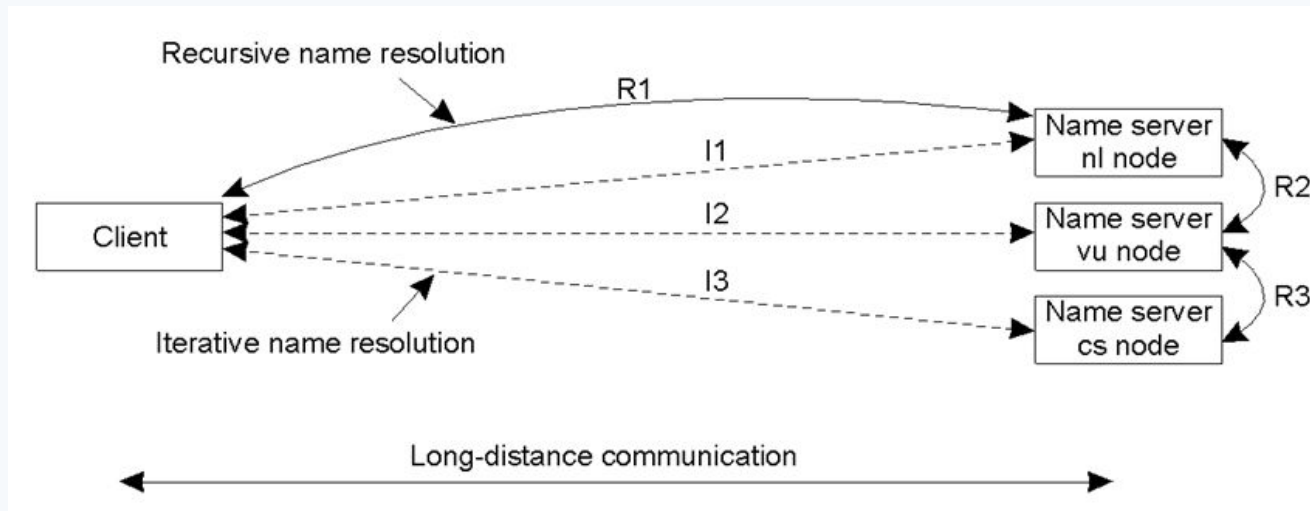 Recursive name resolution
R1
Name server
nl node
I1
R2
Client
I2
Name server
vu node
I3
R3
Name server
cs node
Iterative name resolution
Long-distance communication